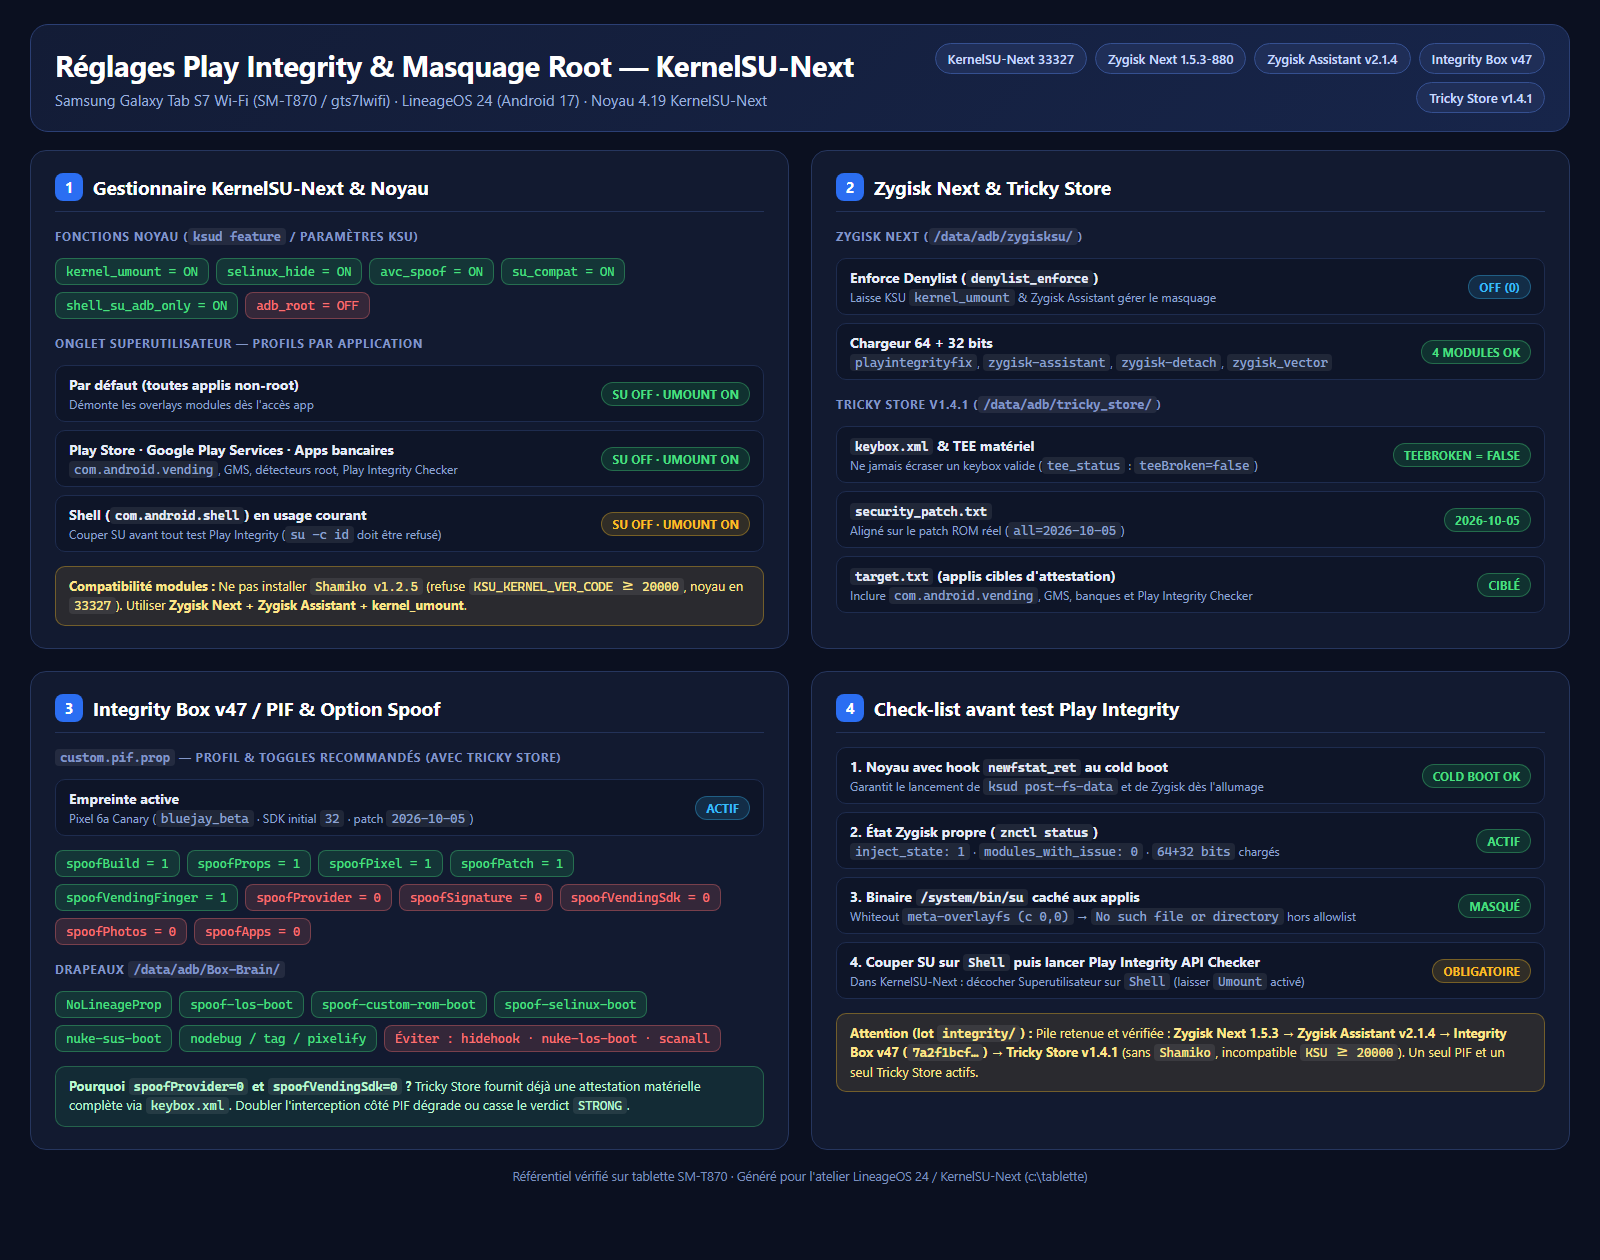 Réglages Play Integrity & Masquage Root — KernelSU-Next
Samsung Galaxy Tab S7 Wi-Fi (SM-T870 / gts7lwifi) · LineageOS 24 (Android 17) · Noyau 4.19 KernelSU-Next
KernelSU-Next 33327
Zygisk Next 1.5.3-880
Zygisk Assistant v2.1.4
Integrity Box v47
Tricky Store v1.4.1
1 Gestionnaire KernelSU-Next & Noyau
FONCTIONS NOYAU ( ksud feature / PARAMÈTRES KSU)
kernel_umount = ON
selinux_hide = ON
avc_spoof = ON
su_compat = ON
shell_su_adb_only = ON
adb_root = OFF
ONGLET SUPERUTILISATEUR — PROFILS PAR APPLICATION
Par défaut (toutes applis non-root)
Démonte les overlays modules dès l'accès app
SU OFF · UMOUNT ON
Play Store · Google Play Services · Apps bancaires
com.android.vending, GMS, détecteurs root, Play Integrity Checker
SU OFF · UMOUNT ON
Shell ( com.android.shell ) en usage courant
Couper SU avant tout test Play Integrity ( su -c id doit être refusé)
SU OFF · UMOUNT ON
Compatibilité modules : Ne pas installer Shamiko v1.2.5 (refuse KSU_KERNEL_VER_CODE ≥ 20000, noyau en
33327 ). Utiliser Zygisk Next + Zygisk Assistant + kernel_umount.
2 Zygisk Next & Tricky Store
ZYGISK NEXT ( /data/adb/zygisksu/ )
Enforce Denylist ( denylist_enforce )
Laisse KSU kernel_umount & Zygisk Assistant gérer le masquage
OFF (0)
Chargeur 64 + 32 bits
playintegrityfix, zygisk-assistant, zygisk-detach, zygisk_vector
4 MODULES OK
TRICKY STORE V1.4.1 ( /data/adb/tricky_store/ )
keybox.xml & TEE matériel
Ne jamais écraser un keybox valide ( tee_status : teeBroken=false )
TEEBROKEN = FALSE
security_patch.txt
Aligné sur le patch ROM réel ( all=2026-10-05 )
2026-10-05
target.txt (applis cibles d'attestation)
Inclure com.android.vending, GMS, banques et Play Integrity Checker
CIBLÉ
3 Integrity Box v47 / PIF & Option Spoof
custom.pif.prop — PROFIL & TOGGLES RECOMMANDÉS (AVEC TRICKY STORE)
Empreinte active
Pixel 6a Canary ( bluejay_beta · SDK initial 32 · patch 2026-10-05 )
ACTIF
spoofBuild = 1
spoofProps = 1
spoofPixel = 1
spoofPatch = 1
spoofVendingFinger = 1
spoofProvider = 0
spoofSignature = 0
spoofVendingSdk = 0
spoofPhotos = 0
spoofApps = 0
DRAPEAUX /data/adb/Box-Brain/
NoLineageProp
spoof-los-boot
spoof-custom-rom-boot
spoof-selinux-boot
nuke-sus-boot
nodebug / tag / pixelify
Éviter : hidehook · nuke-los-boot · scanall
Pourquoi spoofProvider=0 et spoofVendingSdk=0 ? Tricky Store fournit déjà une attestation matérielle
complète via keybox.xml. Doubler l'interception côté PIF dégrade ou casse le verdict STRONG.
4 Check-list avant test Play Integrity
1. Noyau avec hook newfstat_ret au cold boot
Garantit le lancement de ksud post-fs-data et de Zygisk dès l'allumage
COLD BOOT OK
2. État Zygisk propre ( znctl status )
inject_state: 1 · modules_with_issue: 0 · 64+32 bits chargés
ACTIF
3. Binaire /system/bin/su caché aux applis
Whiteout meta-overlayfs (c 0,0) → No such file or directory hors allowlist
MASQUÉ
4. Couper SU sur Shell puis lancer Play Integrity API Checker
Dans KernelSU-Next : décocher Superutilisateur sur Shell (laisser Umount activé)
OBLIGATOIRE
Attention (lot integrity/ ) : Pile retenue et vérifiée : Zygisk Next 1.5.3 → Zygisk Assistant v2.1.4 → Integrity
Box v47 ( 7a2f1bcf… ) → Tricky Store v1.4.1 (sans Shamiko, incompatible KSU ≥ 20000). Un seul PIF et un
seul Tricky Store actifs.
Référentiel vérifié sur tablette SM-T870 · Généré pour l'atelier LineageOS 24 / KernelSU-Next (c:\tablette)